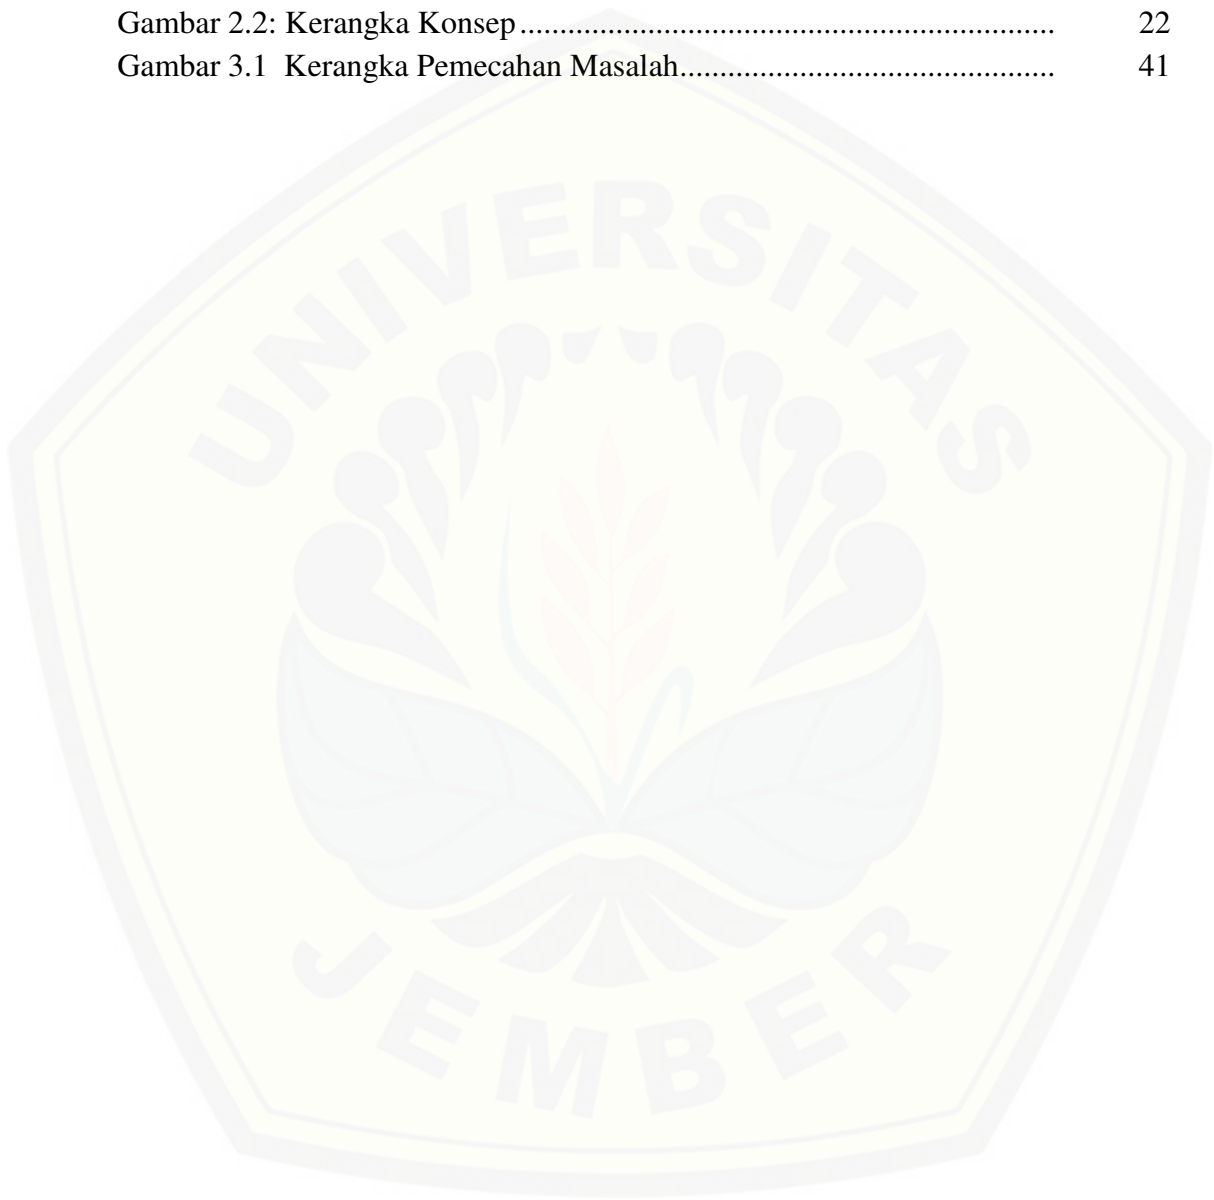 Gambar 2.2: Kerangka Konsep.................................................................... 22
Gambar 3.1  Kerangka Pemecahan Masalah............................................... 41
UNIVERSITAS
JEMBER